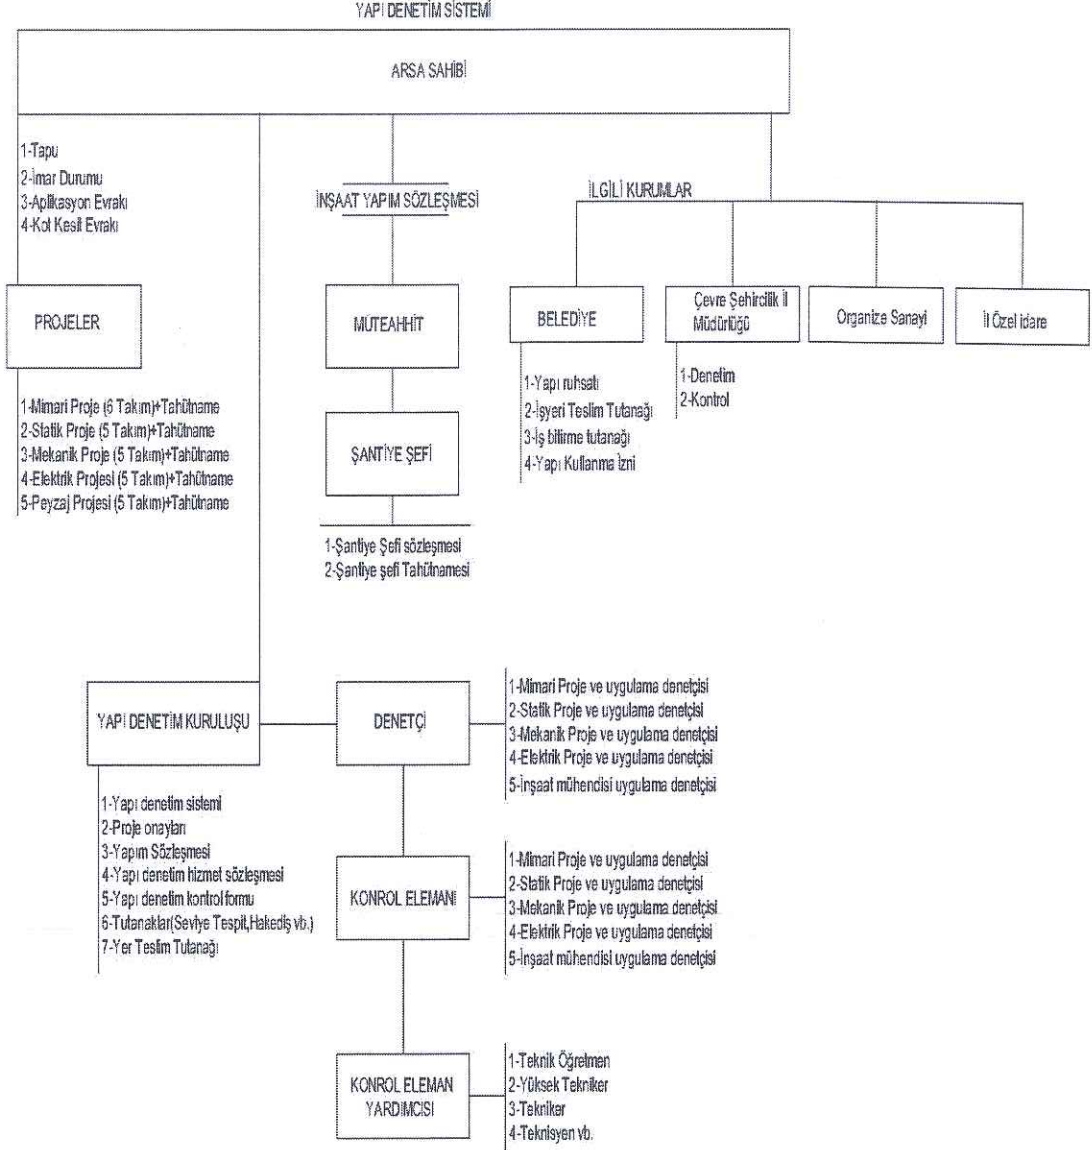 YAPI DENETİM SİSTEMİ
ARSA SAHİBİ
1-Tapu
2-İmar Durumu
3-Aplikasyon Evrakı
4-Kot Kesit Evrakı
İNŞAAT YAPIM SÖZLEŞMESİ
İLGİLİ KURUMLAR
PROJELER
MÜTEAHHİT
BELEDİYE
Çevre Şehircilik İl
Müdürlüğü
Organize Sanayi
İl Özel idare
1-Mimari Proje (6 Takım)+Tahütname
2-Statik Proje (5 Takım)+Tahütname
3-Mekanik Proje (5 Takım)+Tahütname
4-Elektrik Projesi (5 Takım)+Tahütname
5-Peyzaj Projesi (5 Takım)+Tahütname
ŞANTİYE ŞEFİ
1-Şantiye Şefi sözleşmesi
2-Şantiye şefi Tahütnamesi
1-Yapı ruhsatı
2-İşyeri Teslim Tutanağı
3-İş bitirme tutanağı
4-Yapı Kullanma İzni
1-Denetim
2-Kontrol
YAPI DENETİM KURULUŞU
1-Yapı denetim sistemi
2-Proje onayları
3-Yapım Sözleşmesi
4-Yapı denetim hizmet sözleşmesi
5-Yapı denetim kontrol formu
6-Tutanaklar(Seviye Tespit,Hakediş vb.)
7-Yer Teslim Tutanağı
DENETÇİ
1-Mimari Proje ve uygulama denetçisi
2-Statik Proje ve uygulama denetçisi
3-Mekanik Proje ve uygulama denetçisi
4-Elektrik Proje ve uygulama denetçisi
5-İnşaat mühendisi uygulama denetçisi
KONROL ELEMANI
1-Mimari Proje ve uygulama denetçisi
2-Statik Proje ve uygulama denetçisi
3-Mekanik Proje ve uygulama denetçisi
4-Elektrik Proje ve uygulama denetçisi
5-İnşaat mühendisi uygulama denetçisi
KONROL ELEMAN
YARDIMCISI
1-Teknik Öğretmen
2-Yüksek Tekniker
3-Tekniker
4-Teknisyen vb.